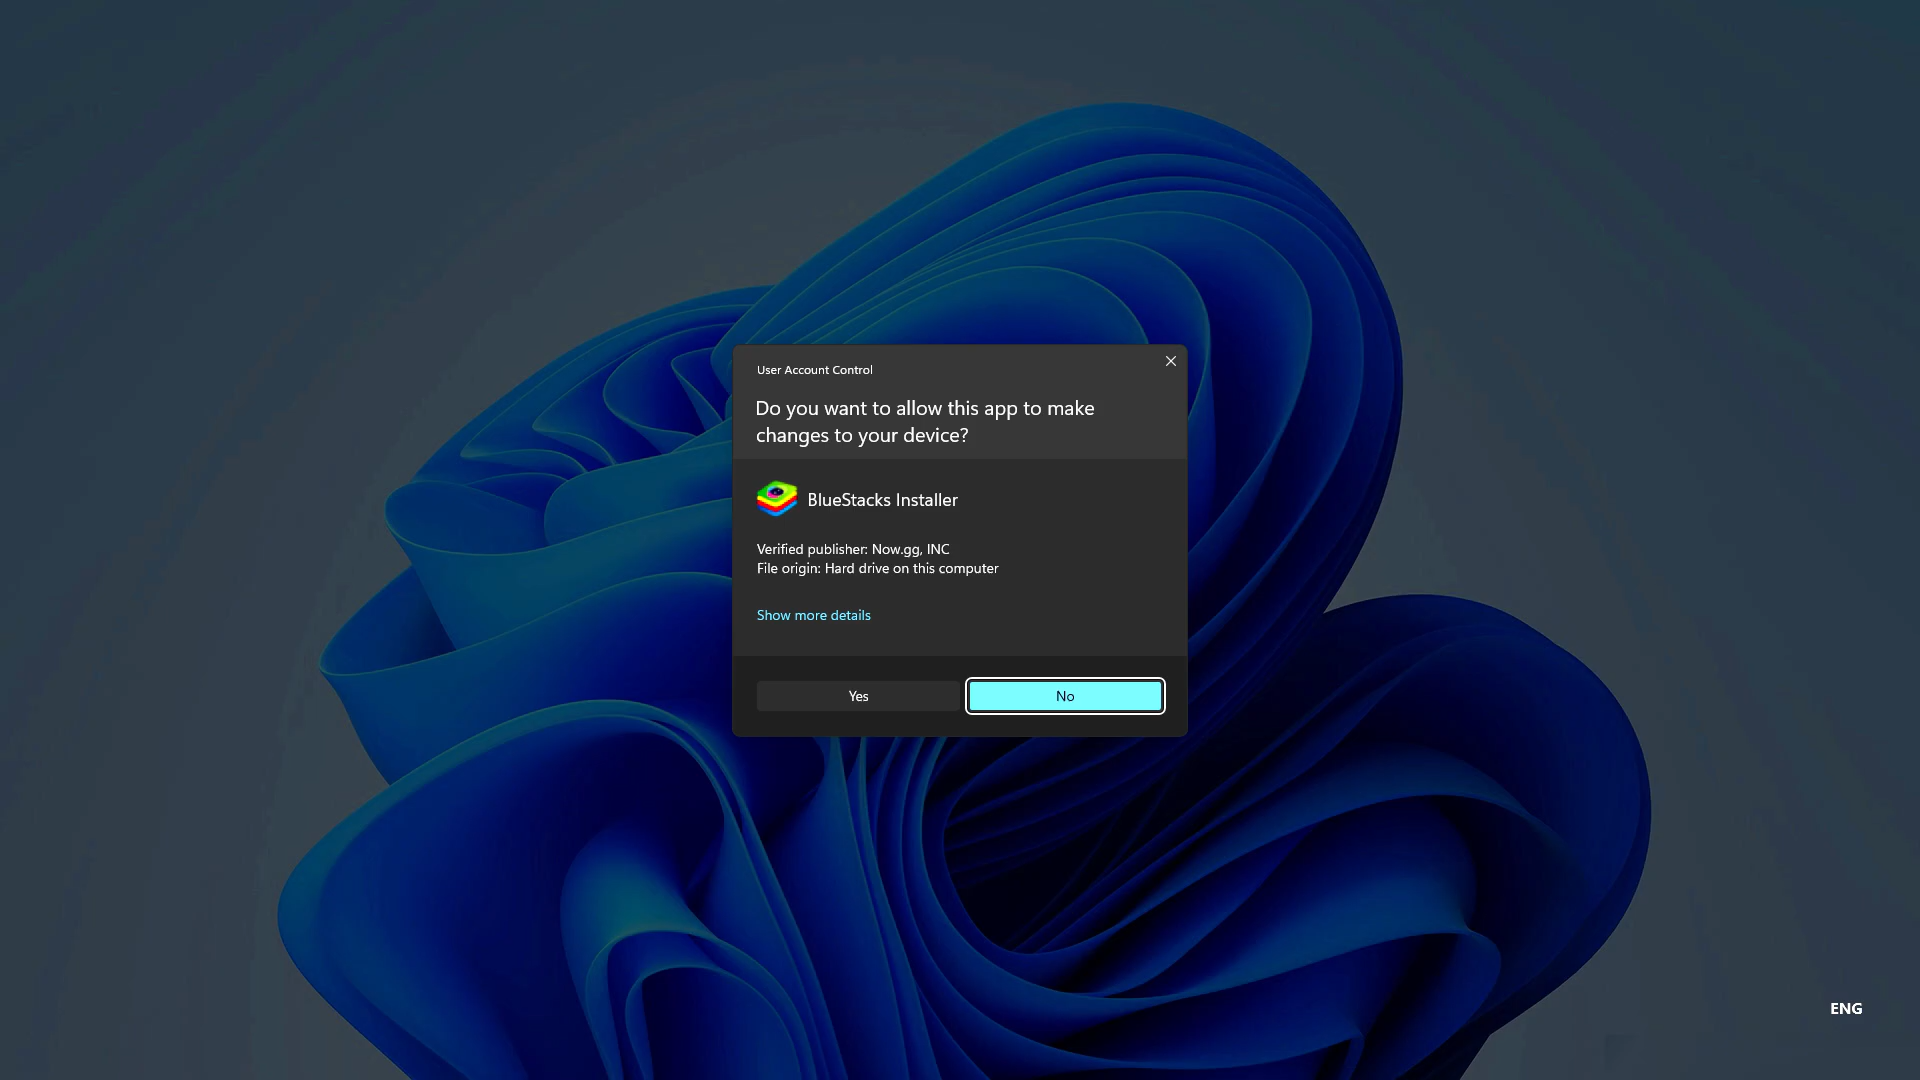 User Account Control
Do you want to allow this app to make
changes to your device?
BlueStacks Installer
Verified publisher: Now.gg, INC
File origin: Hard drive on this computer
Show more details
Yes
No
ENG